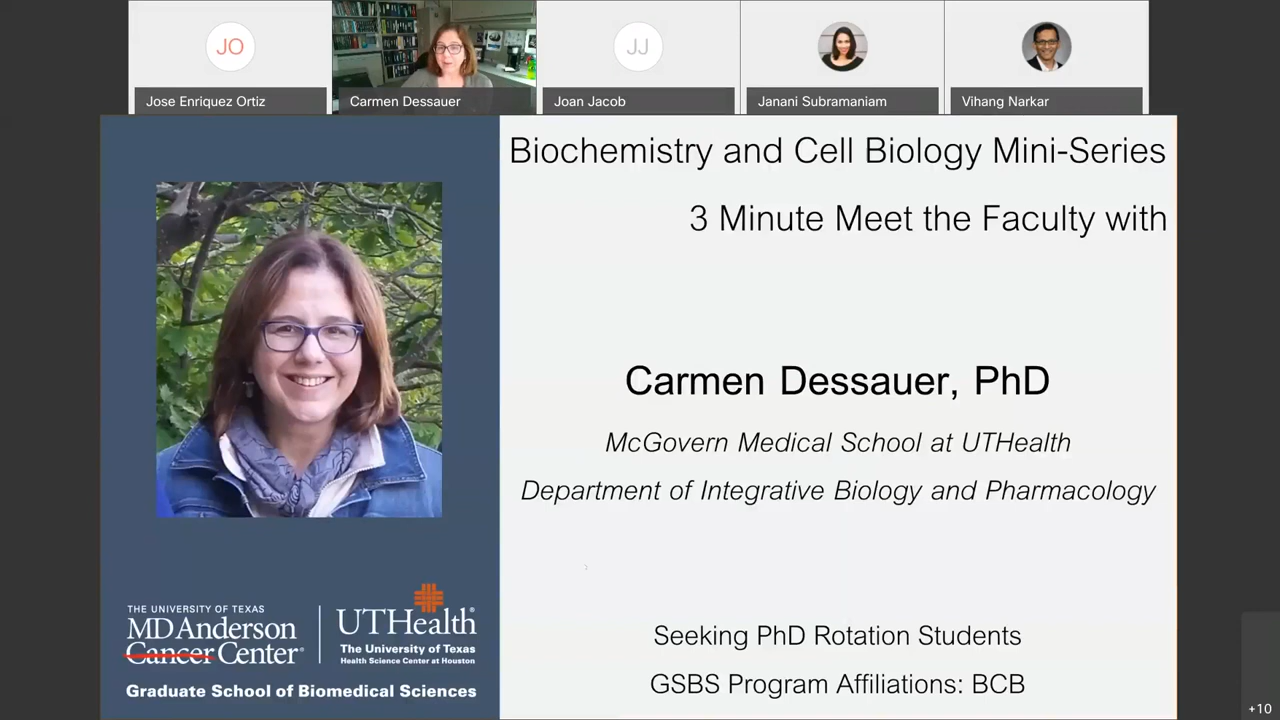 JO
JJ
Jose Enriquez Ortiz
Carmen Dessauer
Joan Jacob
Janani Subramaniam
Vihang Narkar
Biochemistry and Cell Biology Mini-Series
3 Minute Meet the Faculty with
Carmen Dessauer, PhD
McGovern Medical School at UTHealth
Department of Integrative Biology and Pharmacology
THE UNIVERSITY OF TEXAS
MD Anderson
Cancer Center®
UTHealth®
The University of Texas
Health Science Center at Houston
Graduate School of Biomedical Sciences
Seeking PhD Rotation Students
GSBS Program Affiliations: BCB
+10